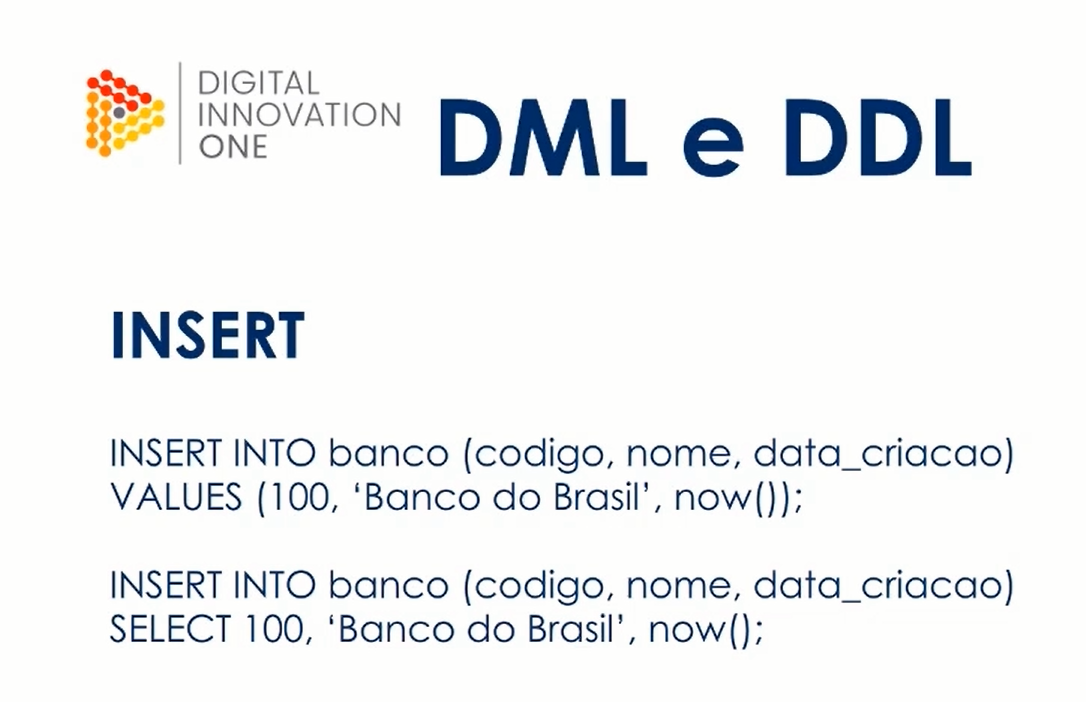 DIGITAL
INNOVATION
ONE
DML e DDL
INSERT
INSERT INTO banco (codigo, nome, data_criacao)
VALUES (100, ‘Banco do Brasil’, now());
INSERT INTO banco (codigo, nome, data_criacao)
SELECT 100, ‘Banco do Brasil’, now();